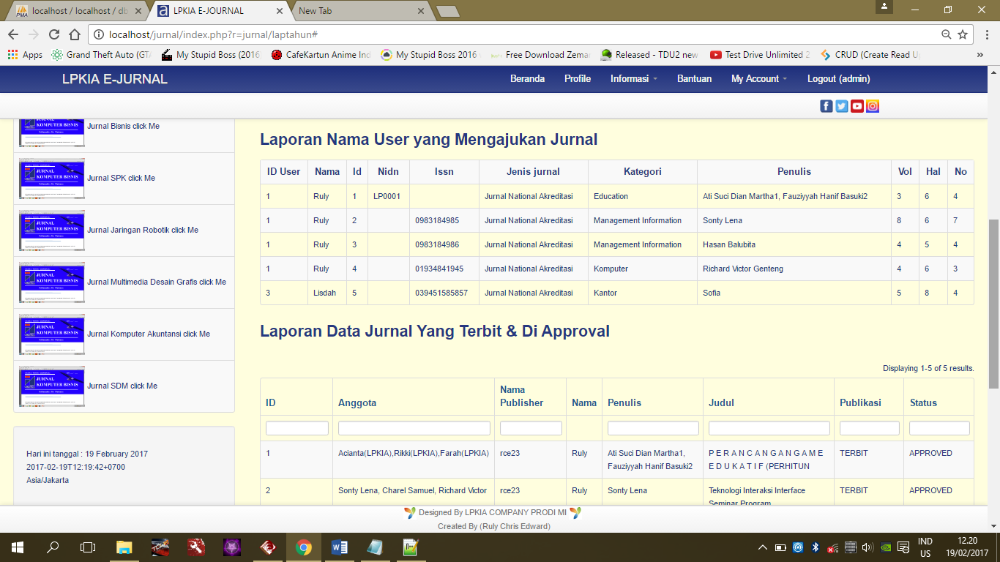 localhost / localhost / db
LPKIA E-JOURNAL
New Tab
localhost/jurnal/index.php?r=jurnal/laptahun#
Apps
Grand Theft Auto (GTA
My Stupid Boss (2016
CafeKartun Anime Ind
My Stupid Boss 2016
Free Download Zema
Released - TDU2 new
Test Drive Unlimited 2
CRUD (Create Read U
LPKIA E-JURNAL
Beranda
Profile
Informasi
Bantuan
My Account
Logout (admin)
JURNAL
KOMPUTER BISNIS
Jurnal Bisnis click Me
JURNAL
KOMPUTER BISNIS
Jurnal SPK click Me
JURNAL
KOMPUTER BISNIS
Jurnal Jaringan Robotik click Me
JURNAL
KOMPUTER BISNIS
Jurnal Multimedia Desain Grafis click Me
JURNAL
KOMPUTER BISNIS
Jurnal Komputer Akuntansi click Me
JURNAL
KOMPUTER BISNIS
Jurnal SDM click Me
Hari ini tanggal : 19 February 2017
2017-02-19T12:19:42+0700
Asia/Jakarta
Laporan Nama User yang Mengajukan Jurnal
ID User Nama Id Nidn Issn Jenis jurnal Kategori Penulis Vol Hal No
1 Ruly 1 LP0001 Jurnal National Akreditasi Education Ati Suci Dian Martha1, Fauziyyah Hanif Basuki2 3 6 4
1 Ruly 2 0983184985 Jurnal National Akreditasi Management Information Sonty Lena 8 6 7
1 Ruly 3 0983184986 Jurnal National Akreditasi Management Information Hasan Balubita 4 5 4
1 Ruly 4 01934841945 Jurnal National Akreditasi Komputer Richard Victor Genteng 4 6 3
3 Lisdah 5 039451585857 Jurnal National Akreditasi Kantor Sofia 5 8 4
Laporan Data Jurnal Yang Terbit & Di Approval
Displaying 1-5 of 5 results.
ID Anggota Nama Publisher Nama Penulis Judul Publikasi Status
1 Acianta(LPKIA),Rikki(LPKIA),Farah(LPKIA) rce23 Ruly Ati Suci Dian Martha1, P E R A N C A N G A N G A M E TERBIT APPROVED
Fauziyyah Hanif Basuki2 E D U K A T I F (PERHITUN
2 Sonty Lena, Charel Samuel, Richard Victor rce23 Ruly Sonty Lena Teknologi Interaksi Interface TERBIT APPROVED
Seminar Program
Designed By LPKIA COMPANY PRODI MI
Created By (Ruly Chris Edward)
IND
US
12.20
19/02/2017